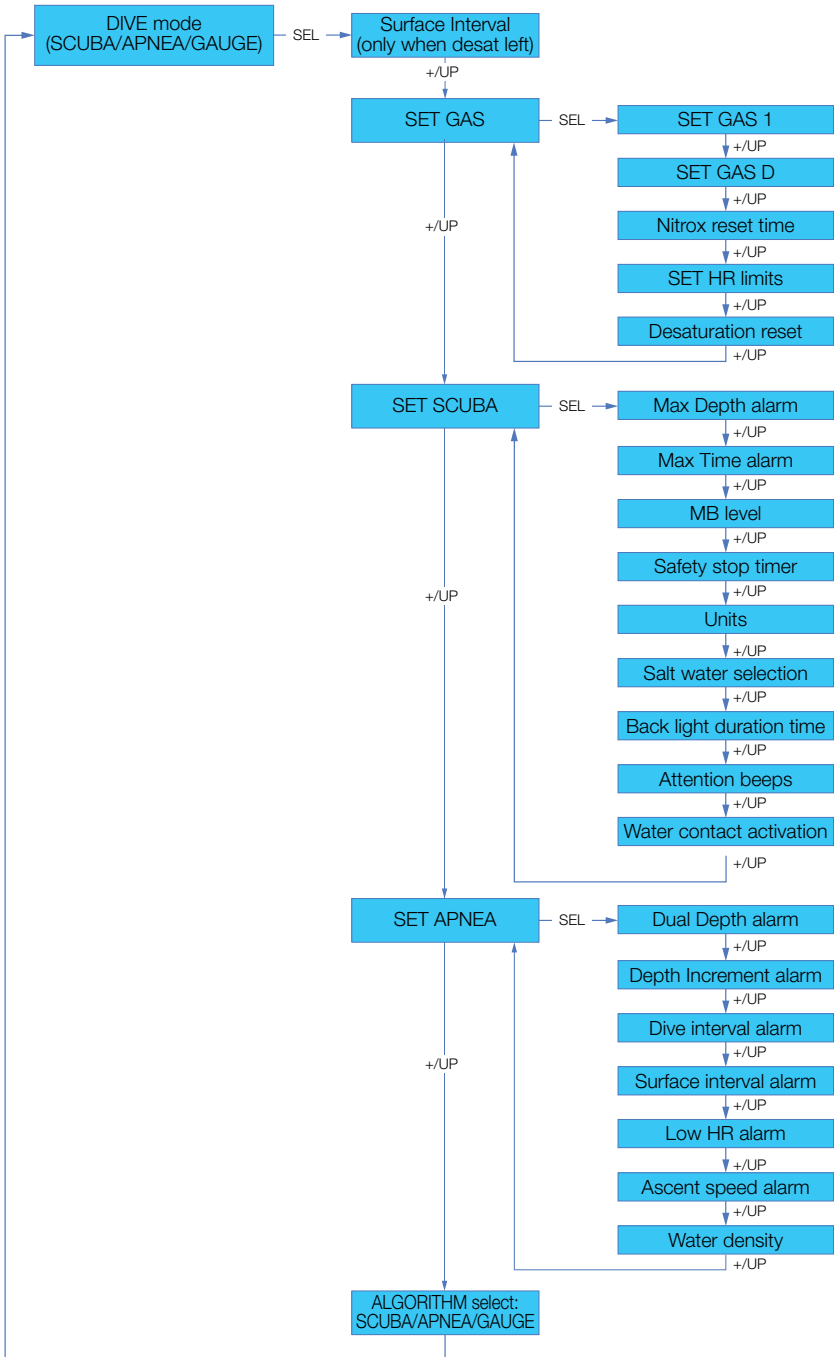 DIVE mode
(SCUBA/APNEA/GAUGE)
SEL
Surface Interval
(only when desat left)
+/UP
SET GAS
SEL
SET GAS 1
+/UP
SET GAS D
+/UP
Nitrox reset time
+/UP
+/UP
SET HR limits
+/UP
Desaturation reset
+/UP
SET SCUBA
SEL
Max Depth alarm
+/UP
Max Time alarm
+/UP
MB level
+/UP
Safety stop timer
+/UP
+/UP
Units
+/UP
Salt water selection
+/UP
Back light duration time
+/UP
Attention beeps
+/UP
Water contact activation
+/UP
SET APNEA
SEL
Dual Depth alarm
+/UP
Depth Increment alarm
+/UP
Dive interval alarm
+/UP
+/UP
Surface interval alarm
+/UP
Low HR alarm
+/UP
Ascent speed alarm
+/UP
Water density
+/UP
ALGORITHM select:
SCUBA/APNEA/GAUGE